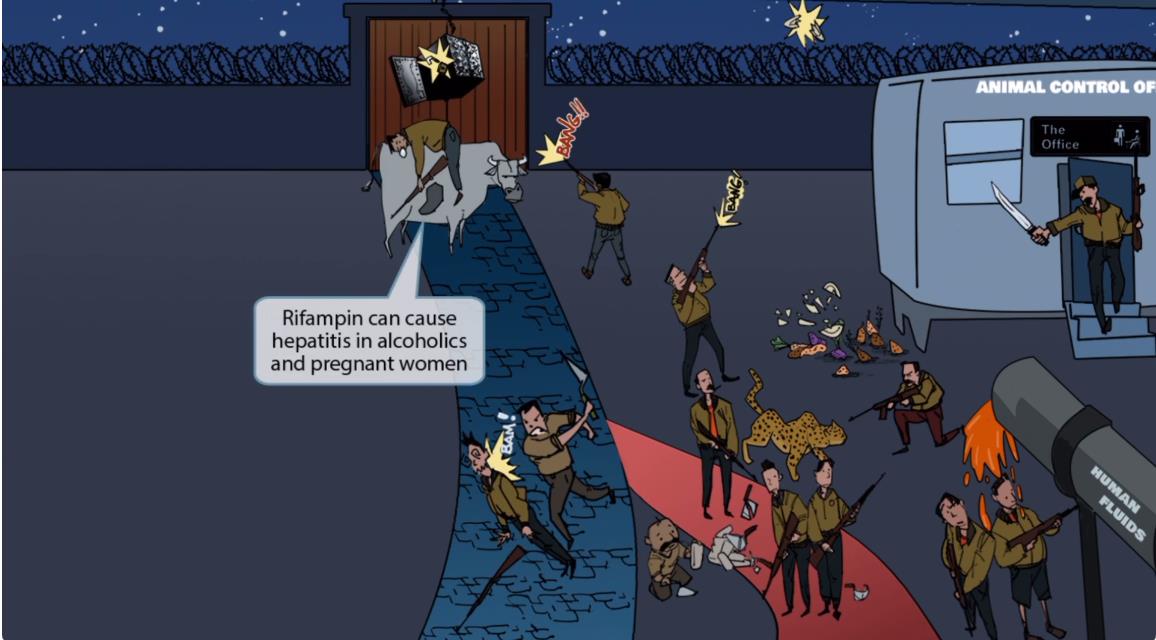 ANIMAL CONTROL OF
The
Office
BANG!!
BANG!
Rifampin can cause
hepatitis in alcoholics
and pregnant women
BAM!
HUMAN
FLUIDS